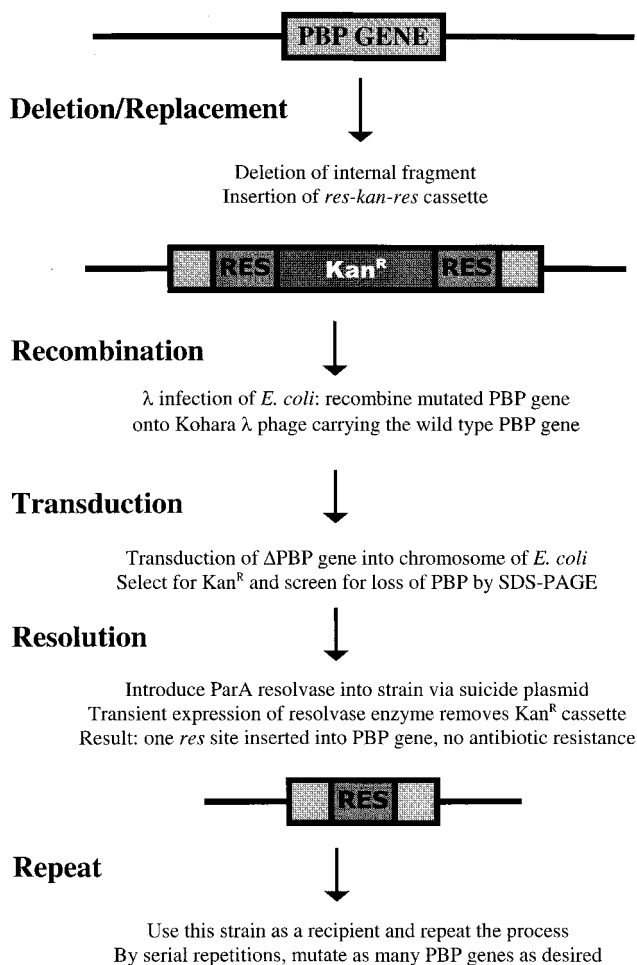 PBP GENE
Deletion/Replacement
Deletion of internal fragment
Insertion of res-kan-res cassette
RES Kan^R RES
Recombination
λ infection of E. coli: recombine mutated PBP gene
onto Kohara λ phage carrying the wild type PBP gene
Transduction
Transduction of ΔPBP gene into chromosome of E. coli
Select for Kan^R and screen for loss of PBP by SDS-PAGE
Resolution
Introduce ParA resolvase into strain via suicide plasmid
Transient expression of resolvase enzyme removes Kan^R cassette
Result: one res site inserted into PBP gene, no antibiotic resistance
RES
Repeat
Use this strain as a recipient and repeat the process
By serial repetitions, mutate as many PBP genes as desired